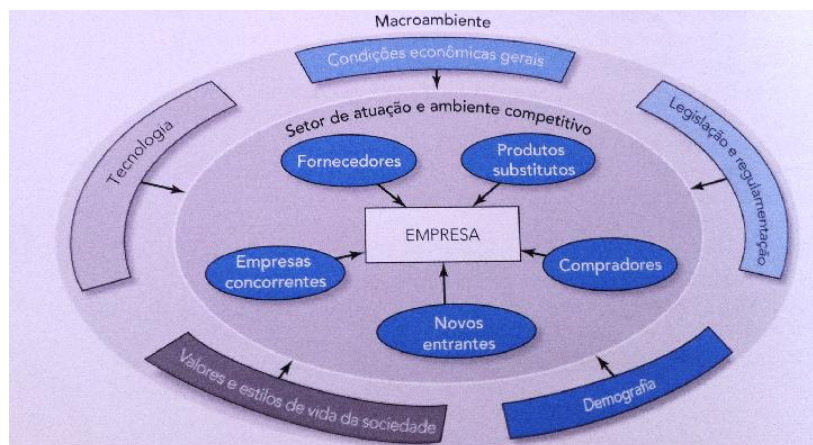 Macroambiente
Condições econômicas gerais
Tecnologia
Legislação e regulamentação
Setor de atuação e ambiente competitivo
Fornecedores
Produtos
substitutos
EMPRESA
Empresas
concorrentes
Compradores
Novos
entrantes
Valores e estilos de vida da sociedade
Demografia